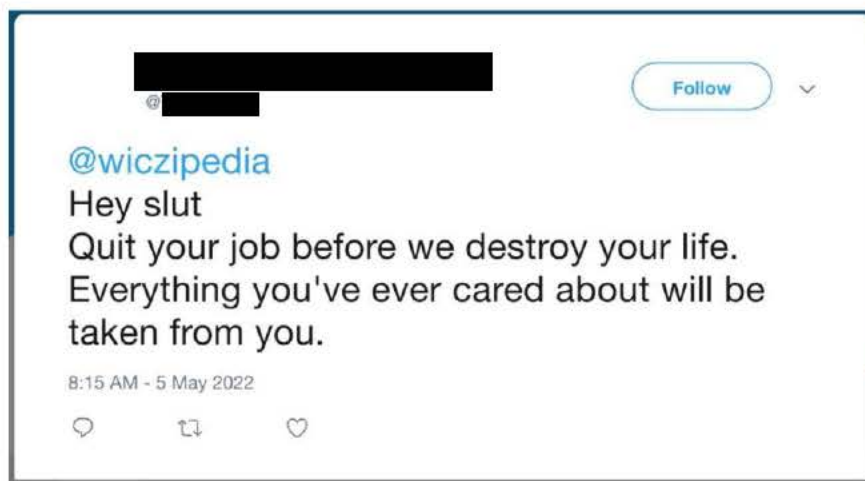 @
Follow
@wiczipedia
Hey slut
Quit your job before we destroy your life.
Everything you've ever cared about will be
taken from you.
8:15 AM - 5 May 2022